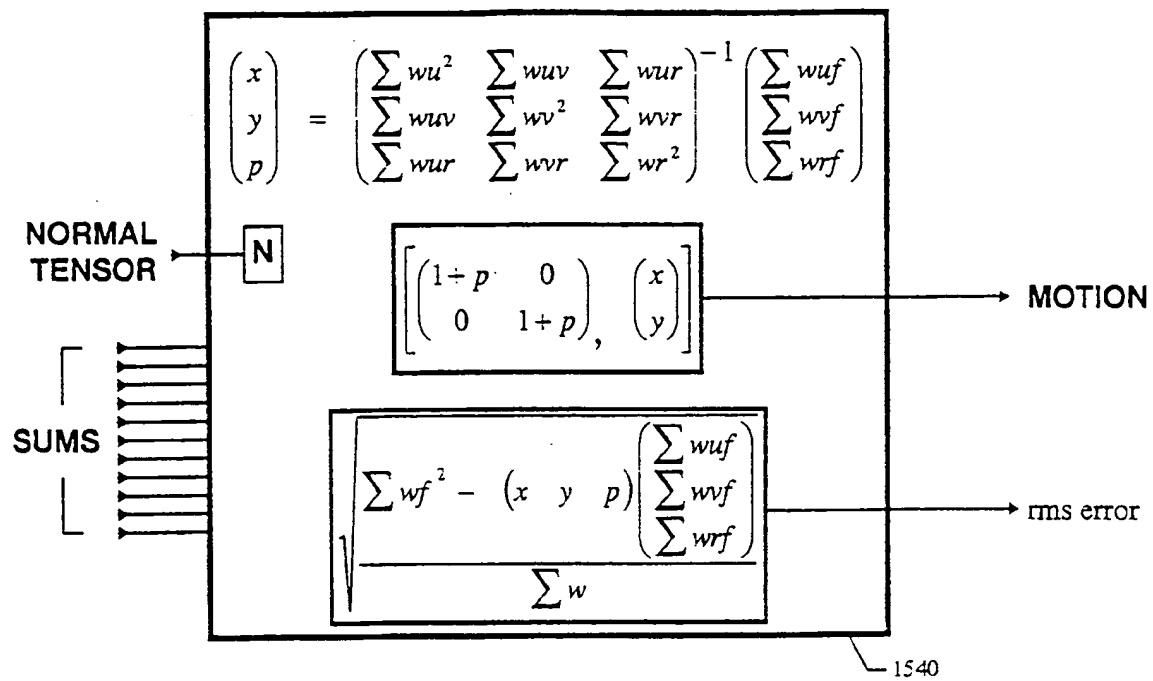 (x y p) = (∑wu² ∑wuv ∑wur
∑wuv ∑wv² ∑wvr
∑wur ∑wvr ∑wr²)⁻¹ (∑wuf ∑wvf ∑wrf)
NORMAL
TENSOR
N
[(1+p 0
0 1+p), (x y)]
MOTION
SUMS
√((∑wf² - (x y p)(∑wuf ∑wvf ∑wrf)) / ∑w)
rms error
1540